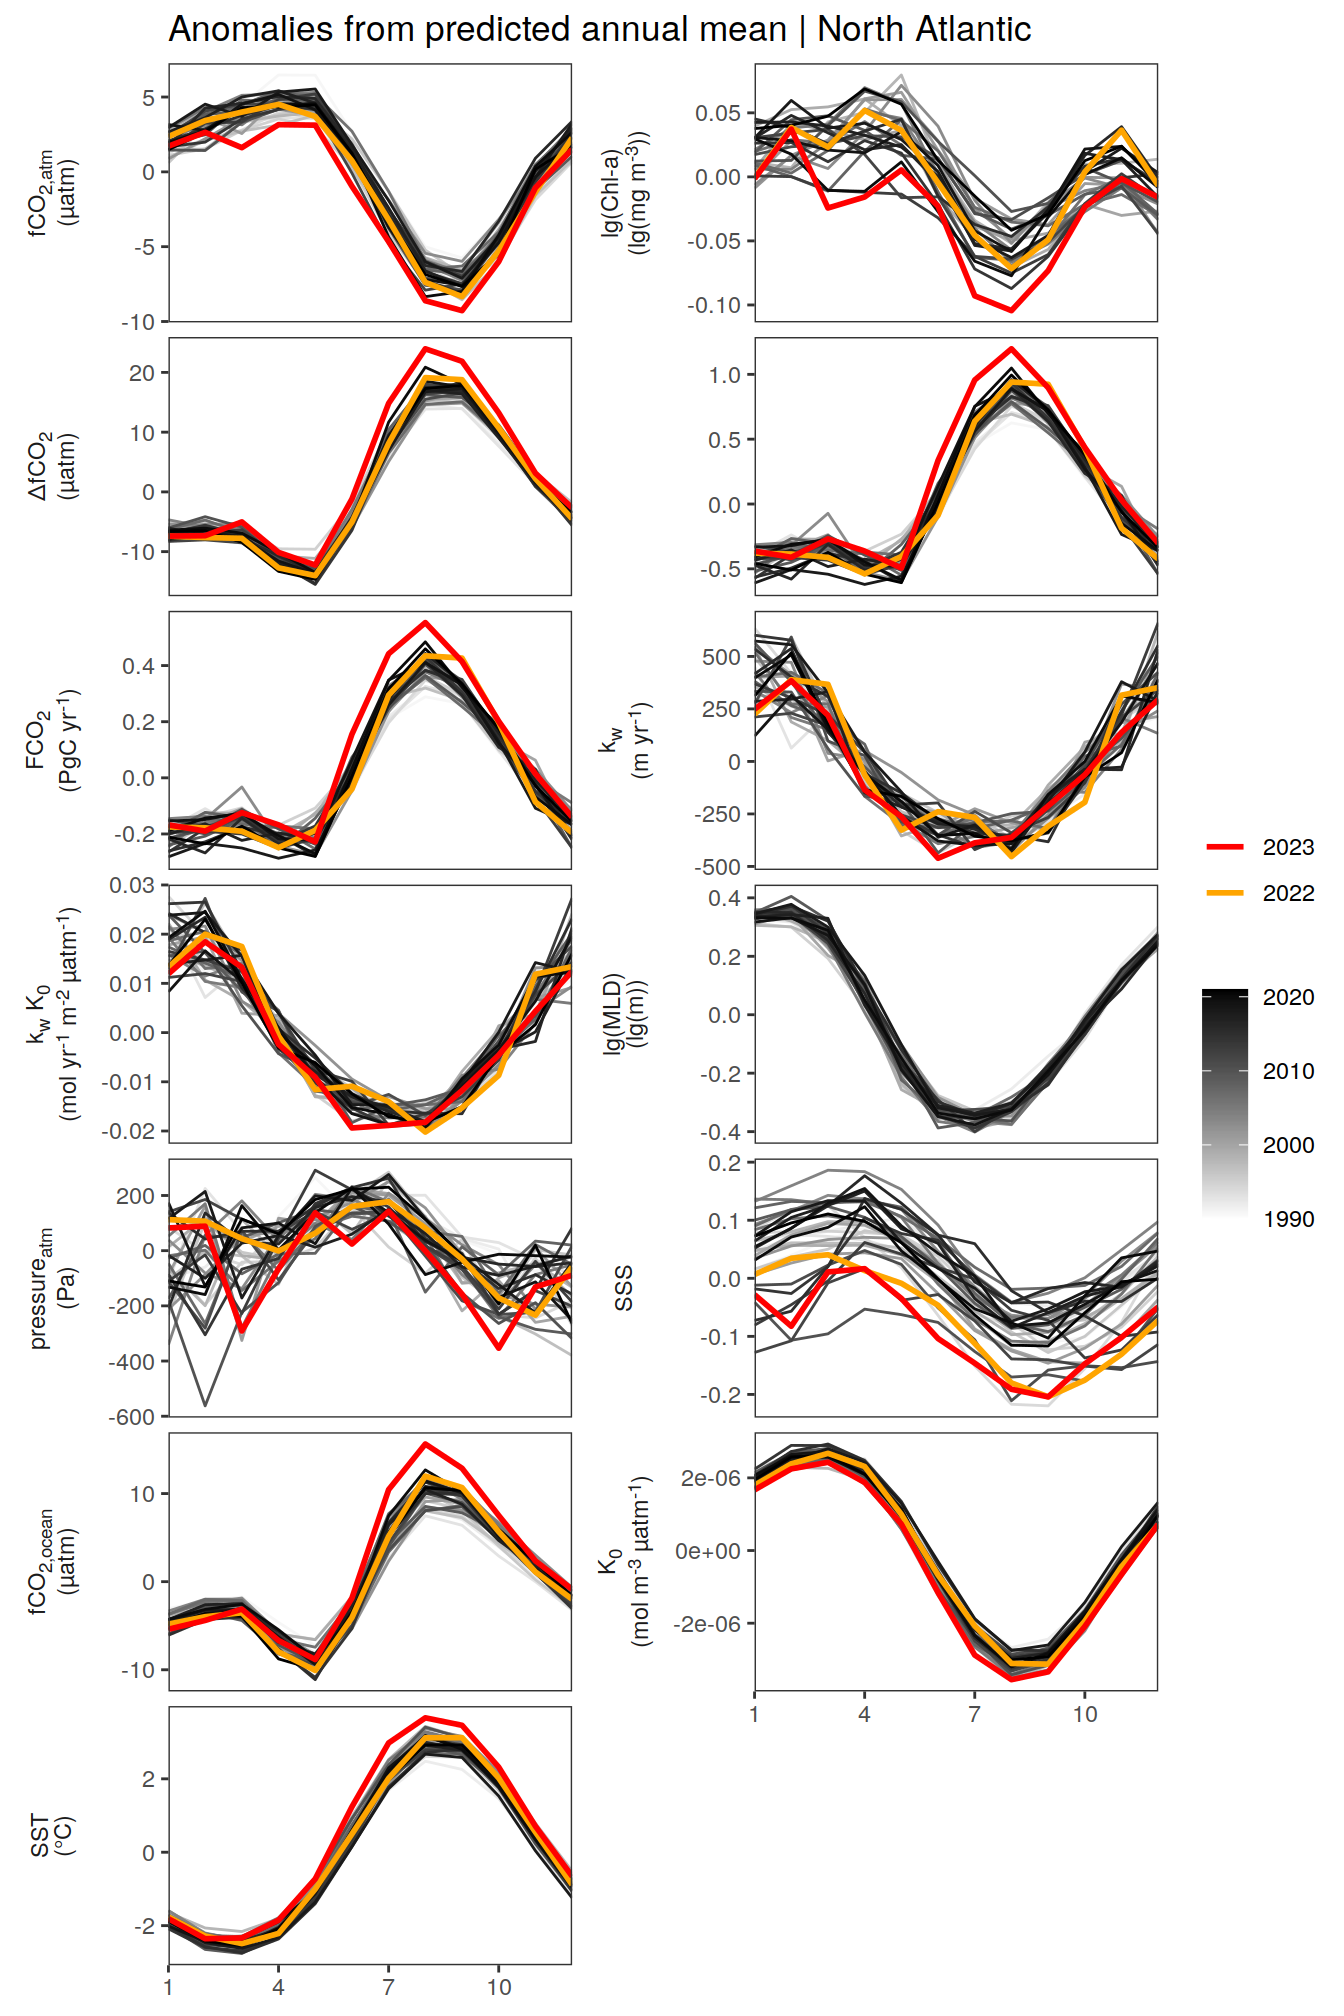 Anomalies from predicted annual mean | North Atlantic
fCO2,atm
(µatm)
5
0
-5
-10
lg(Chl-a)
(lg(mg m-3))
0.05
0.00
-0.05
-0.10
ΔfCO2
(µatm)
20
10
0
-10
1.0
0.5
0.0
-0.5
FCO2
(PgC yr-1)
0.4
0.2
0.0
-0.2
kw
(m yr-1)
500
250
0
-250
-500
kw K0
(mol yr-1 m-2 µatm-1)
0.03
0.02
0.01
0.00
-0.01
-0.02
lg(MLD)
(lg(m))
0.4
0.2
0.0
-0.2
-0.4
pressureatm
(Pa)
200
0
-200
-400
-600
SSS
0.2
0.1
0.0
-0.1
-0.2
fCO2,ocean
(µatm)
10
0
-10
K0
(mol m-3 µatm-1)
2e-06
0e+00
-2e-06
1 4 7 10
SST
(°C)
2
0
-2
1 4 7 10
2023
2022
2020
2010
2000
1990